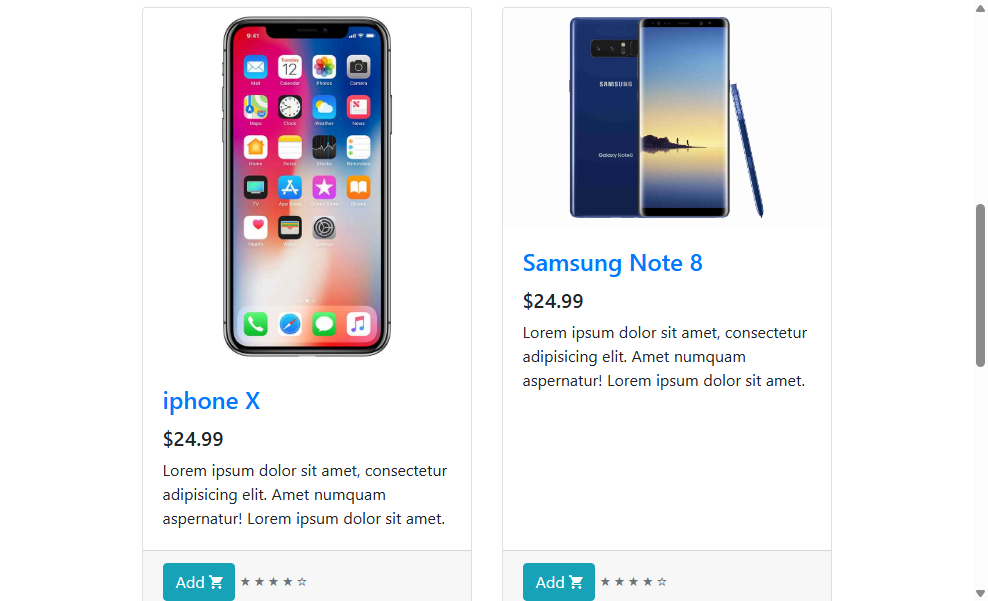 9:41
Tuesday
12
Mail
Calendar
Photos
Camera
Maps
Clock
Weather
News
Home
Notes
Stocks
Reminders
TV
App Store
iTunes Store
Books
Health
Wallet
Settings
iphone X
$24.99
Lorem ipsum dolor sit amet, consectetur
adipisicing elit. Amet numquam
aspernatur! Lorem ipsum dolor sit amet.
Add
★ ★ ★ ★ ☆
SAMSUNG
Galaxy Note8
Samsung Note 8
$24.99
Lorem ipsum dolor sit amet, consectetur
adipisicing elit. Amet numquam
aspernatur! Lorem ipsum dolor sit amet.
Add
★ ★ ★ ★ ☆